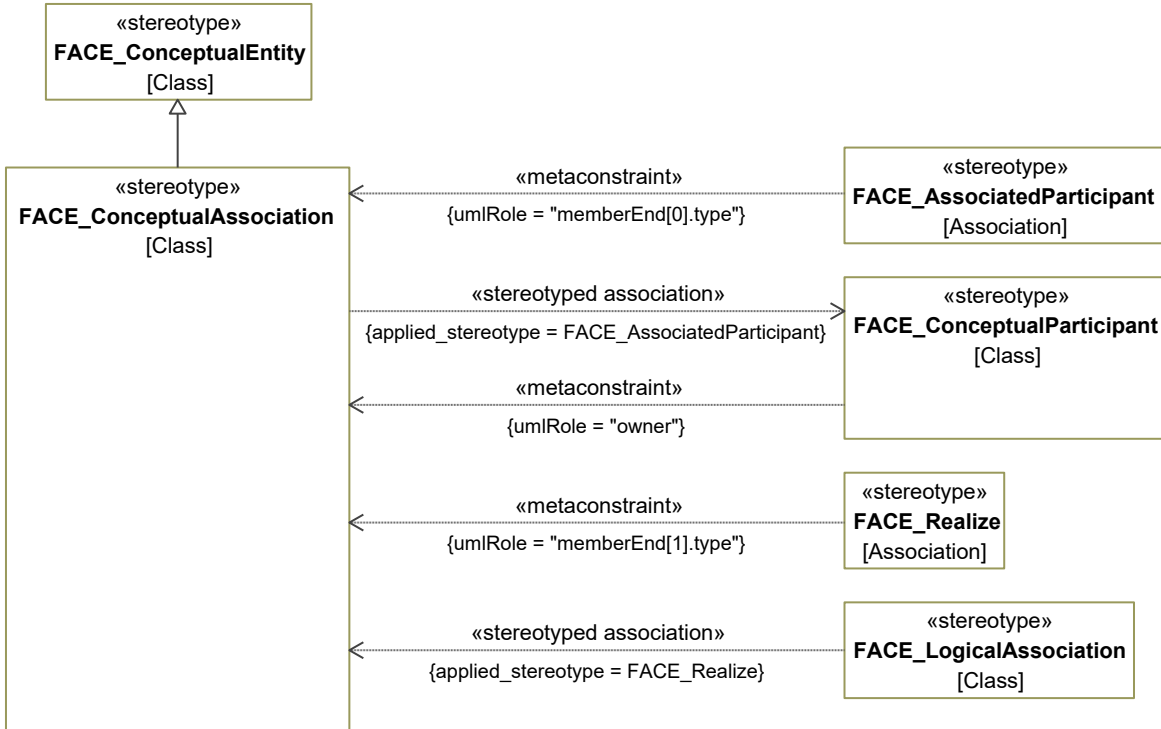 «stereotype»
FACE_ConceptualEntity
[Class]
«stereotype»
FACE_ConceptualAssociation
[Class]
«metaconstraint»
{umlRole = "memberEnd[0].type"}
«stereotype»
FACE_AssociatedParticipant
[Association]
«stereotyped association»
{applied_stereotype = FACE_AssociatedParticipant}
«stereotype»
FACE_ConceptualParticipant
[Class]
«metaconstraint»
{umlRole = "owner"}
«metaconstraint»
{umlRole = "memberEnd[1].type"}
«stereotype»
FACE_Realize
[Association]
«stereotyped association»
{applied_stereotype = FACE_Realize}
«stereotype»
FACE_LogicalAssociation
[Class]